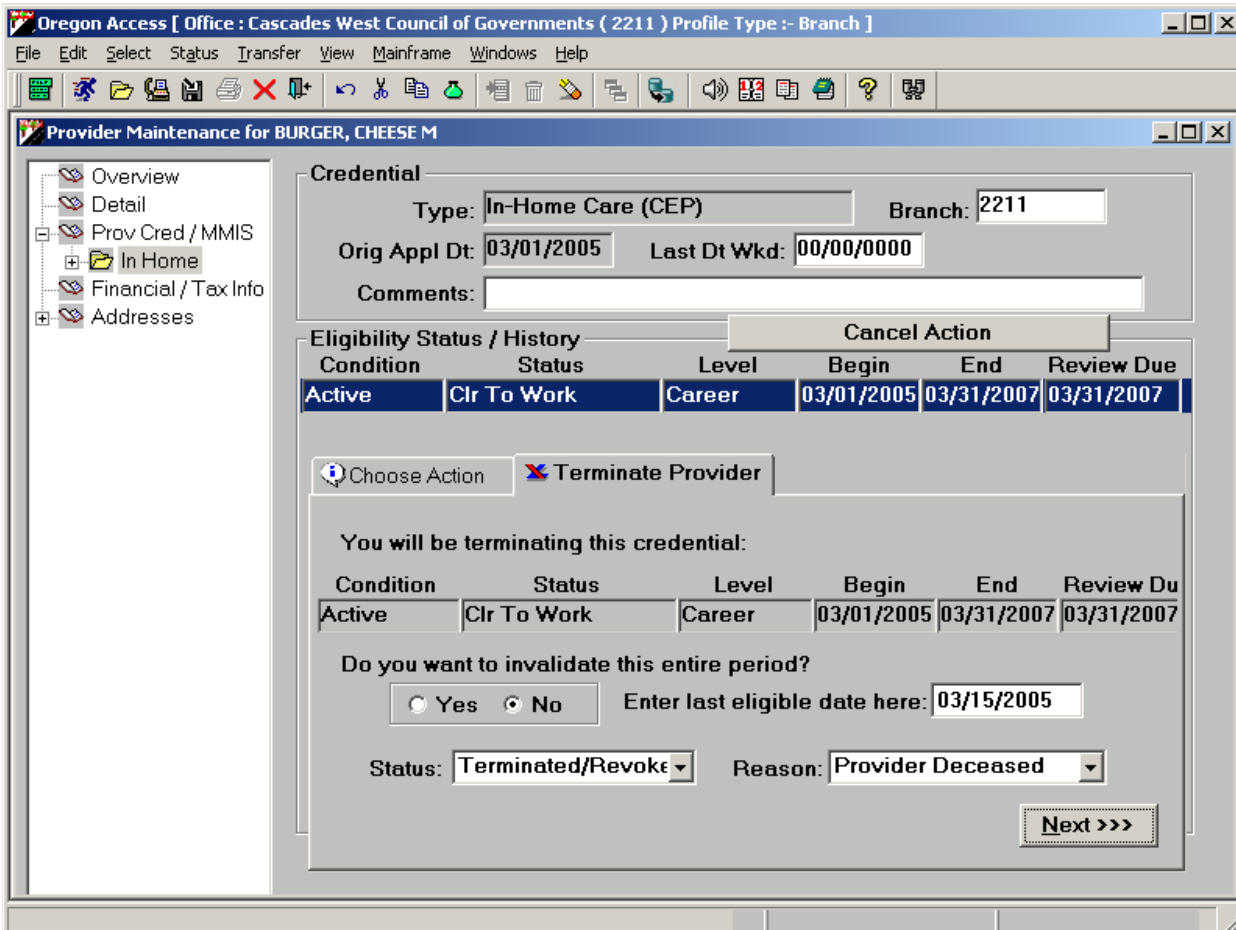 Oregon Access [ Office : Cascades West Council of Governments ( 2211 ) Profile Type :- Branch ]
File Edit Select Status Transfer View Mainframe Windows Help
Provider Maintenance for BURGER, CHEESE M
Overview
Detail
Prov Cred / MMIS
In Home
Financial / Tax Info
Addresses
Credential
Type: In-Home Care (CEP) Branch: 2211
Orig Appl Dt: 03/01/2005 Last Dt Wkd: 00/00/0000
Comments:
Cancel Action
Eligibility Status / History
Condition Status Level Begin End Review Due
Active Clr To Work Career 03/01/2005 03/31/2007 03/31/2007
Choose Action Terminate Provider
You will be terminating this credential:
Condition Status Level Begin End Review Du
Active Clr To Work Career 03/01/2005 03/31/2007 03/31/2007
Do you want to invalidate this entire period?
Yes No Enter last eligible date here: 03/15/2005
Status: Terminated/Revoke Reason: Provider Deceased
Next >>>